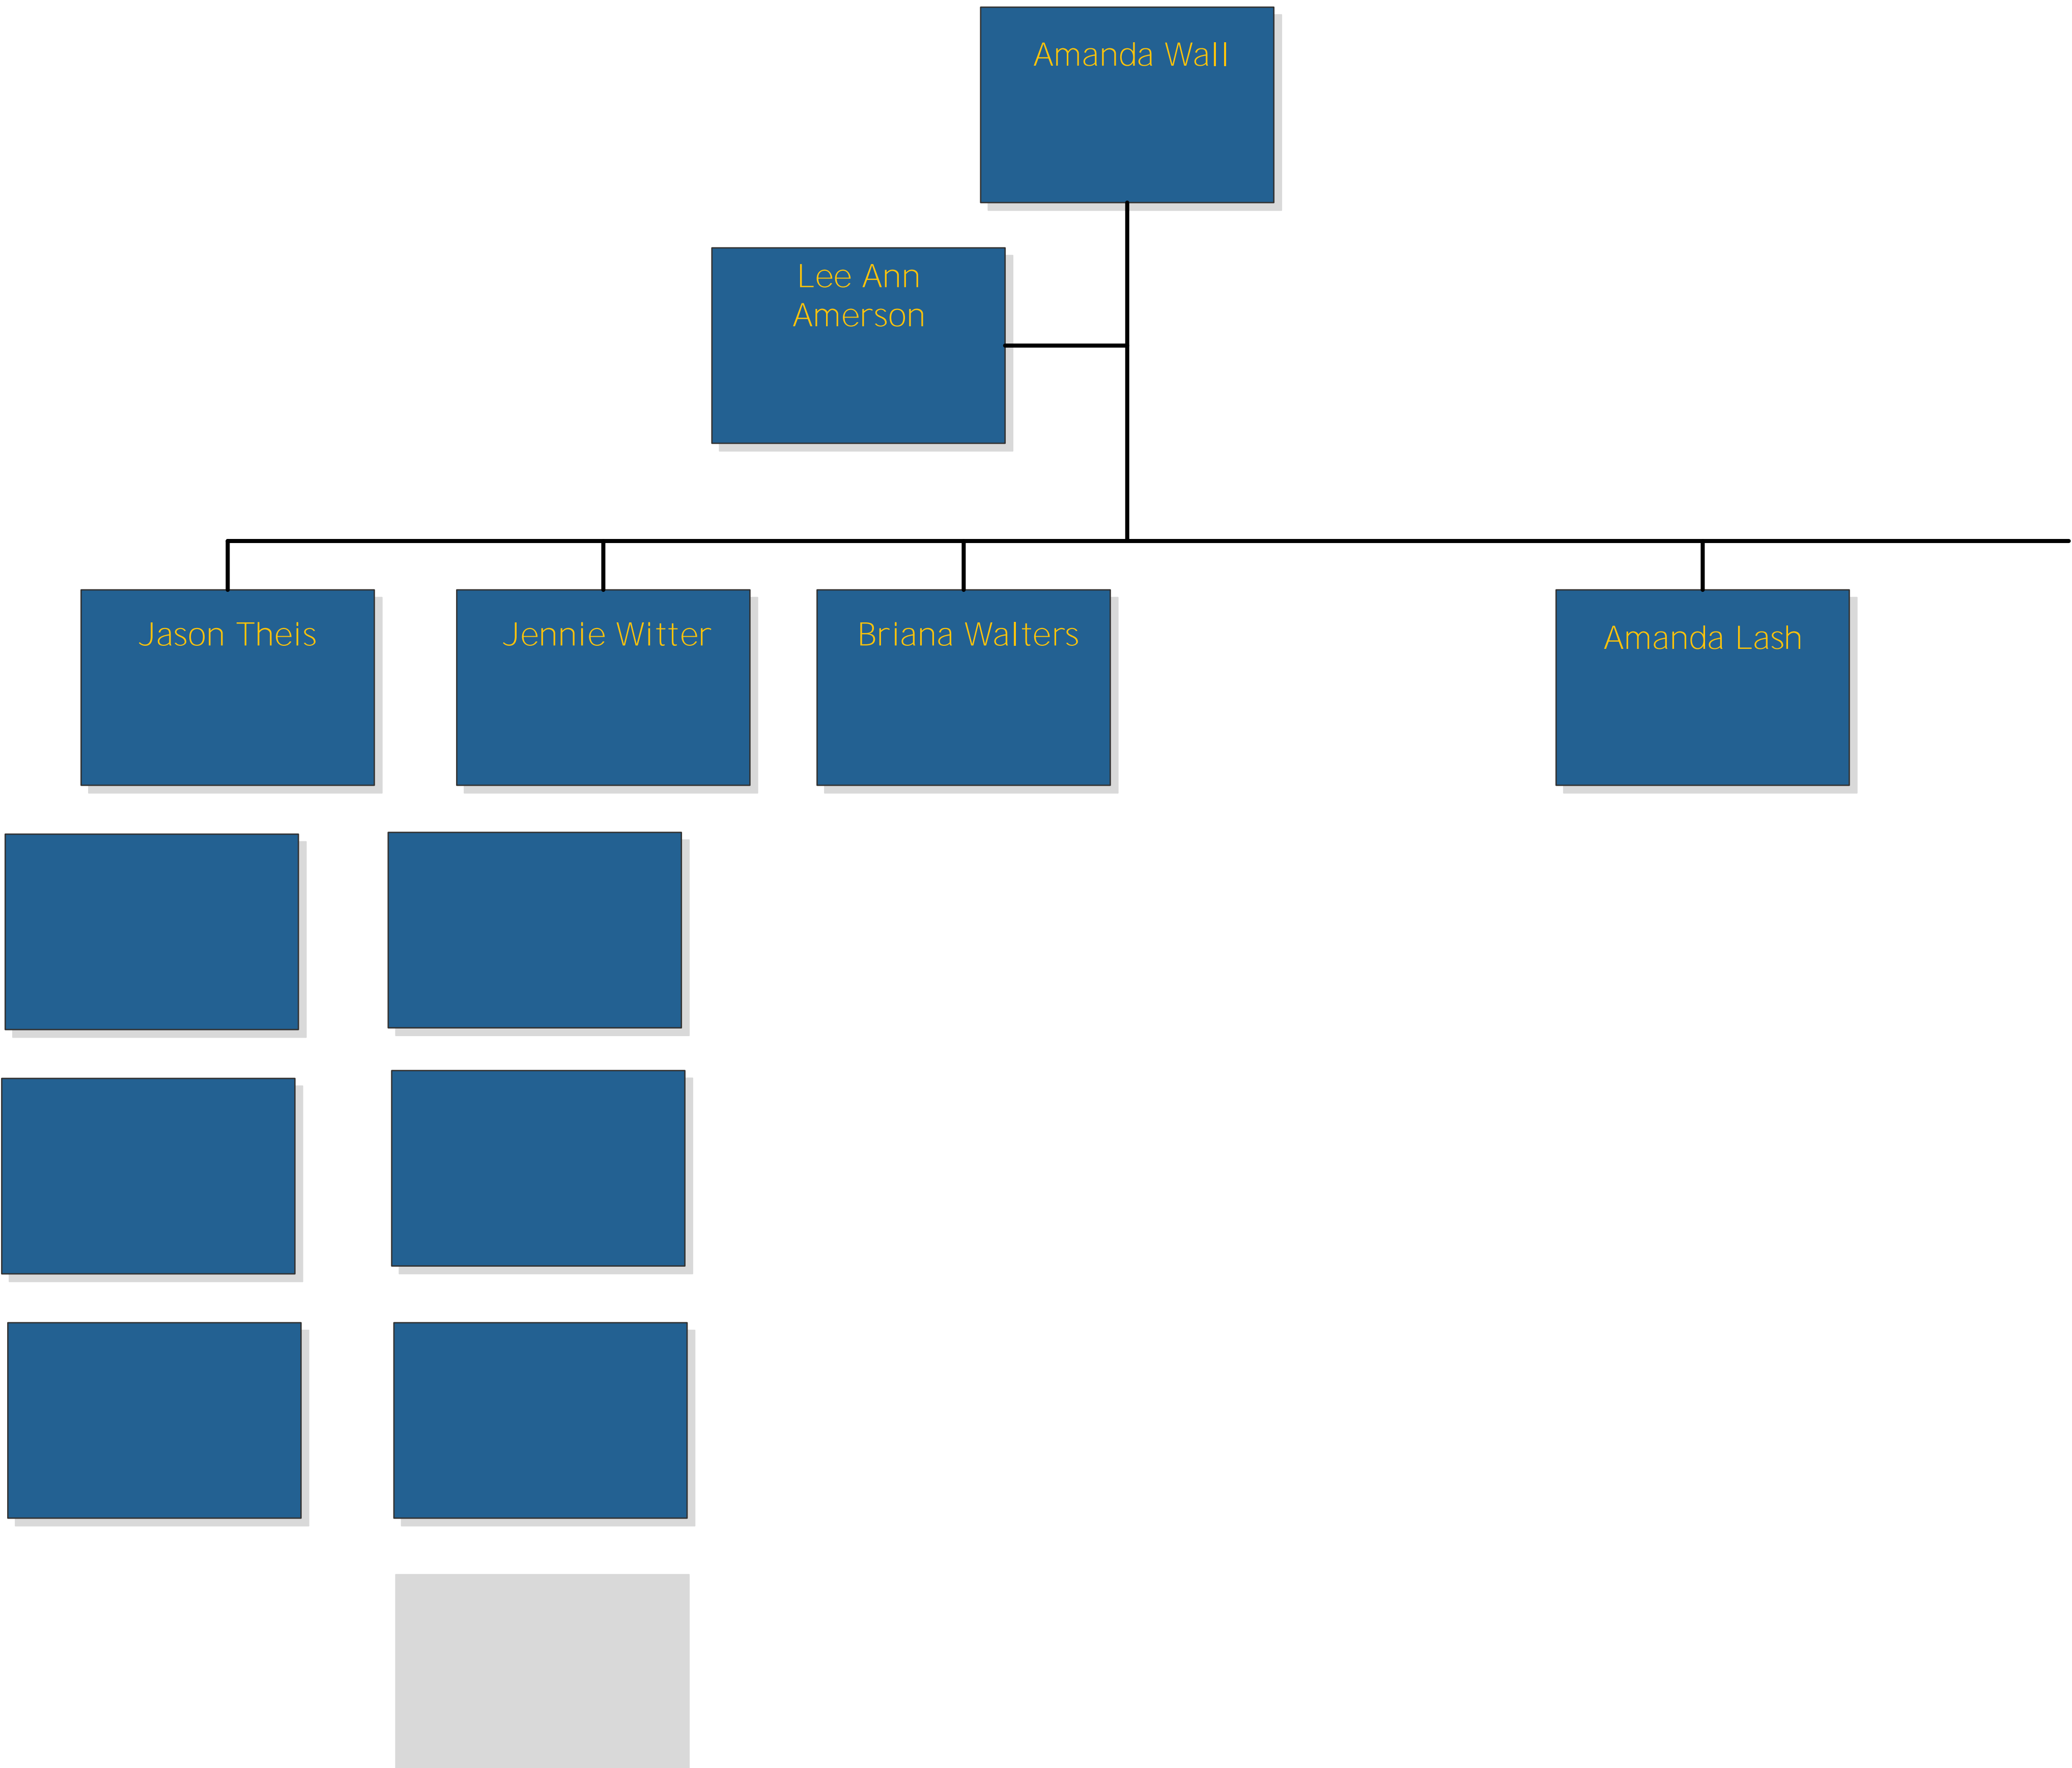 Amanda Wall
Lee Ann
Amerson
Jason Theis
Jennie Witter
Briana Walters
Amanda Lash